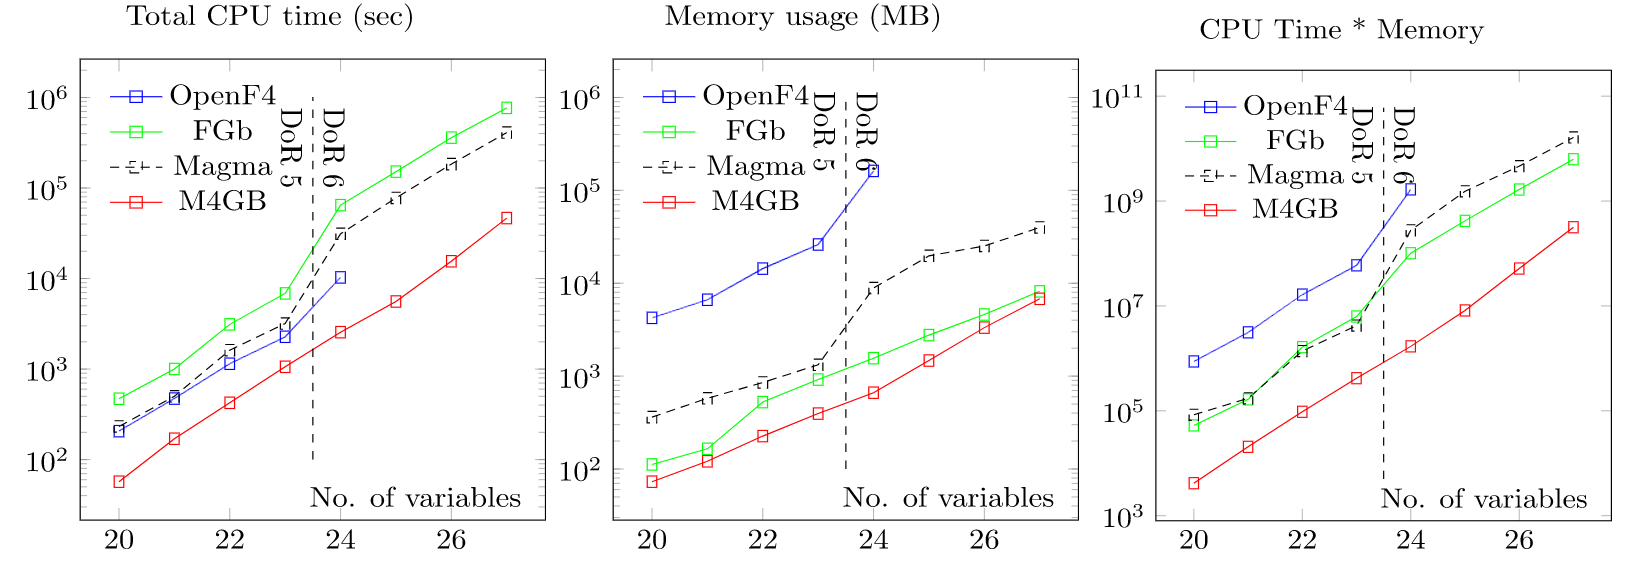 Total CPU time (sec)
10^6
10^5
10^4
10^3
10^2
OpenF4
FGb
Magma
M4GB
DoR 5
DoR 6
No. of variables
20 22 24 26
Memory usage (MB)
10^6
10^5
10^4
10^3
10^2
OpenF4
FGb
Magma
M4GB
DoR 5
DoR 6
No. of variables
20 22 24 26
CPU Time * Memory
10^11
10^9
10^7
10^5
10^3
OpenF4
FGb
Magma
M4GB
DoR 5
DoR 6
No. of variables
20 22 24 26